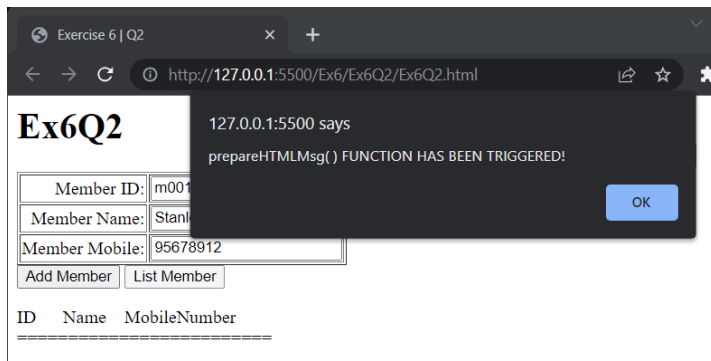 Exercise 6 | Q2
http://127.0.0.1:5500/Ex6/Ex6Q2/Ex6Q2.html
Ex6Q2
127.0.0.1:5500 says
prepareHTMLMsg( ) FUNCTION HAS BEEN TRIGGERED!
OK
Member ID: m001
Member Name: Stanl
Member Mobile: 95678912
Add Member List Member
ID Name MobileNumber
===========================